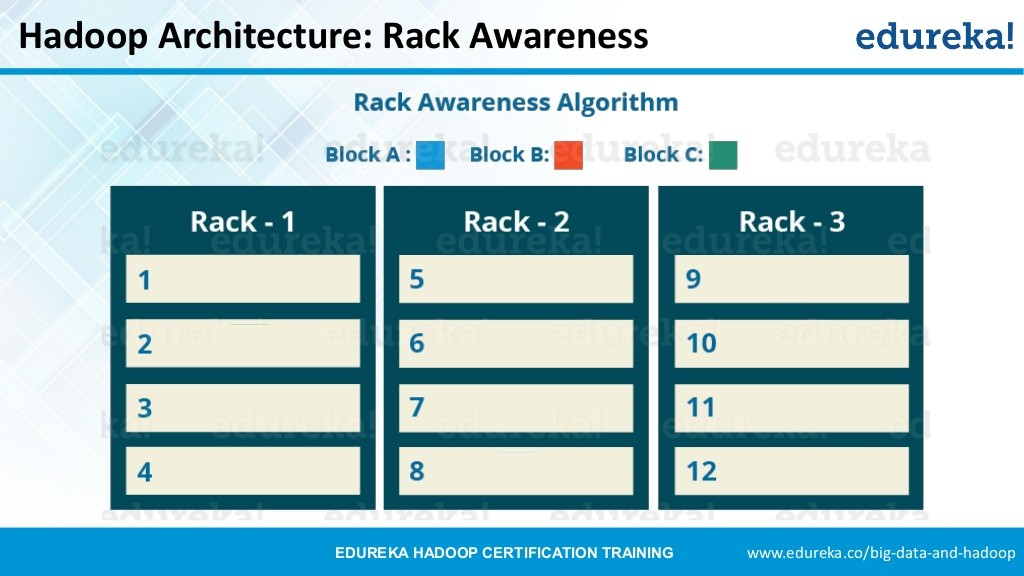 Hadoop Architecture: Rack Awareness
edureka!
Rack Awareness Algorithm
Block A :
Block B:
Block C:
Rack - 1
Rack - 2
Rack - 3
1
5
9
2
6
10
3
7
11
4
8
12
EDUREKA HADOOP CERTIFICATION TRAINING
www.edureka.co/big-data-and-hadoop